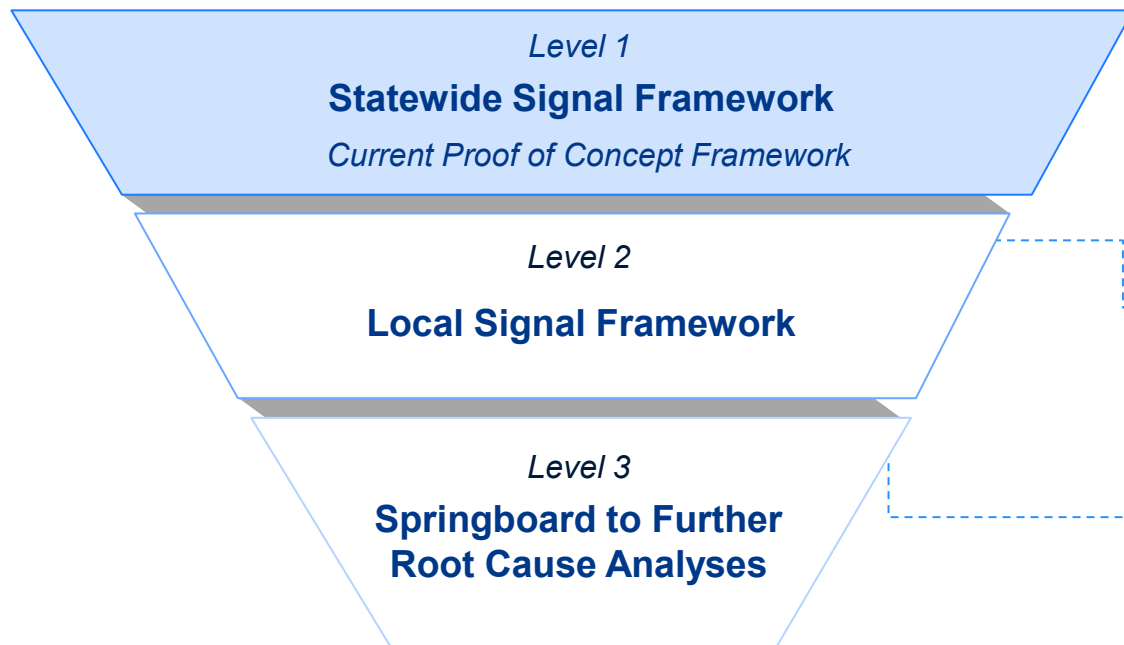 Level 1
Statewide Signal Framework
Current Proof of Concept Framework
Level 2
Local Signal Framework
Level 3
Springboard to Further
Root Cause Analyses